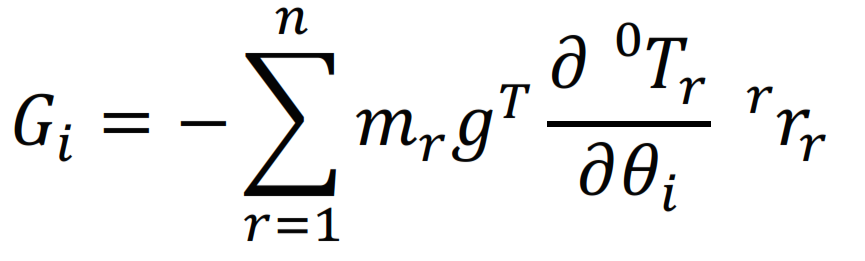 $G_i = -\sum_{r=1}^{n} m_r g^T \frac{\partial \, {}^0T_r}{\partial \theta_i} \, {}^r r_r$